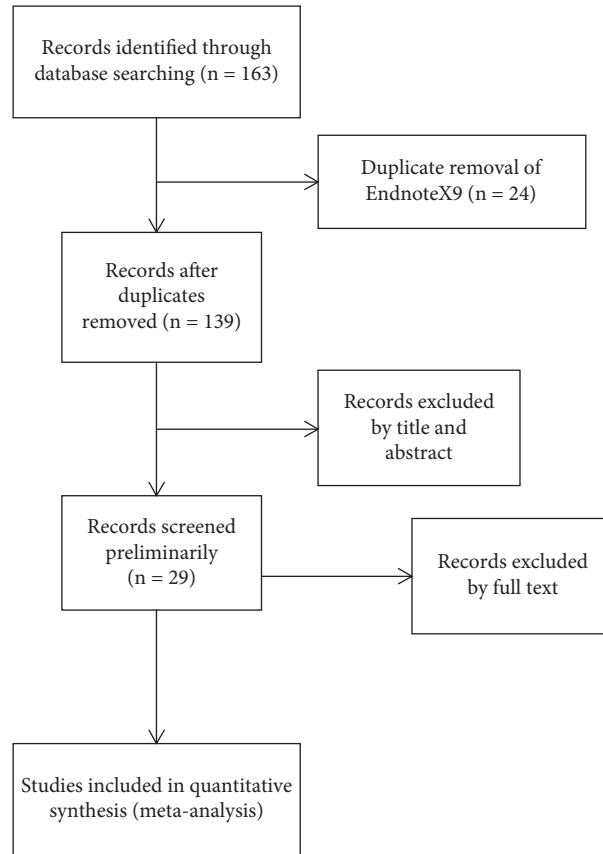 Records identified through
database searching (n = 163)
Duplicate removal of
EndnoteX9 (n = 24)
Records after
duplicates
removed (n = 139)
Records excluded
by title and
abstract
Records screened
preliminarily
(n = 29)
Records excluded
by full text
Studies included in quantitative
synthesis (meta-analysis)